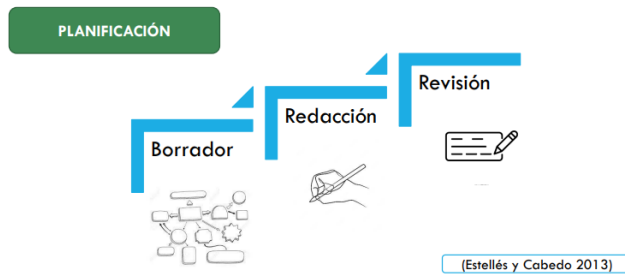 PLANIFICACIÓN
Borrador
Redacción
Revisión
(Estellés y Cabedo 2013)